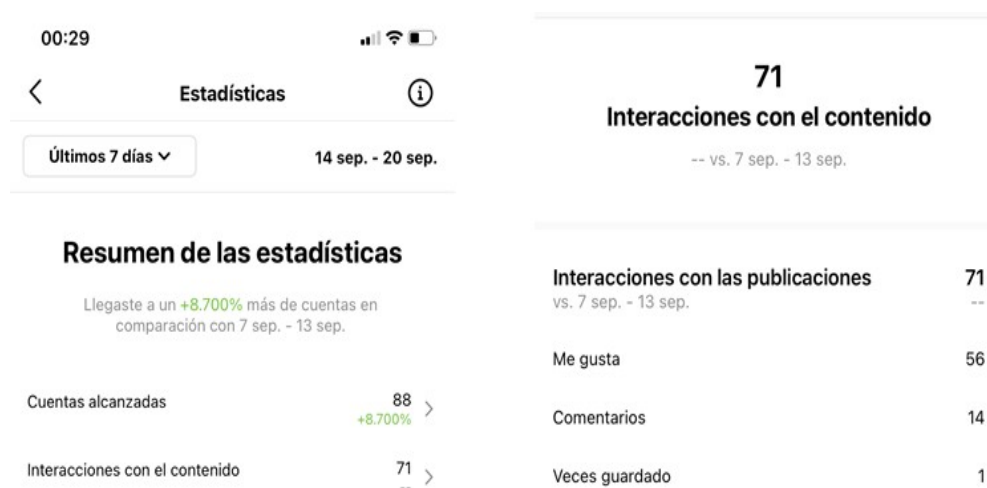 00:29
Estadísticas
Últimos 7 días
14 sep. - 20 sep.
Resumen de las estadísticas
Llegaste a un +8.700% más de cuentas en
comparación con 7 sep. - 13 sep.
Cuentas alcanzadas 88
+8.700%
Interacciones con el contenido 71
--
71
Interacciones con el contenido
-- vs. 7 sep. - 13 sep.
Interacciones con las publicaciones 71
vs. 7 sep. - 13 sep. --
Me gusta 56
Comentarios 14
Veces guardado 1